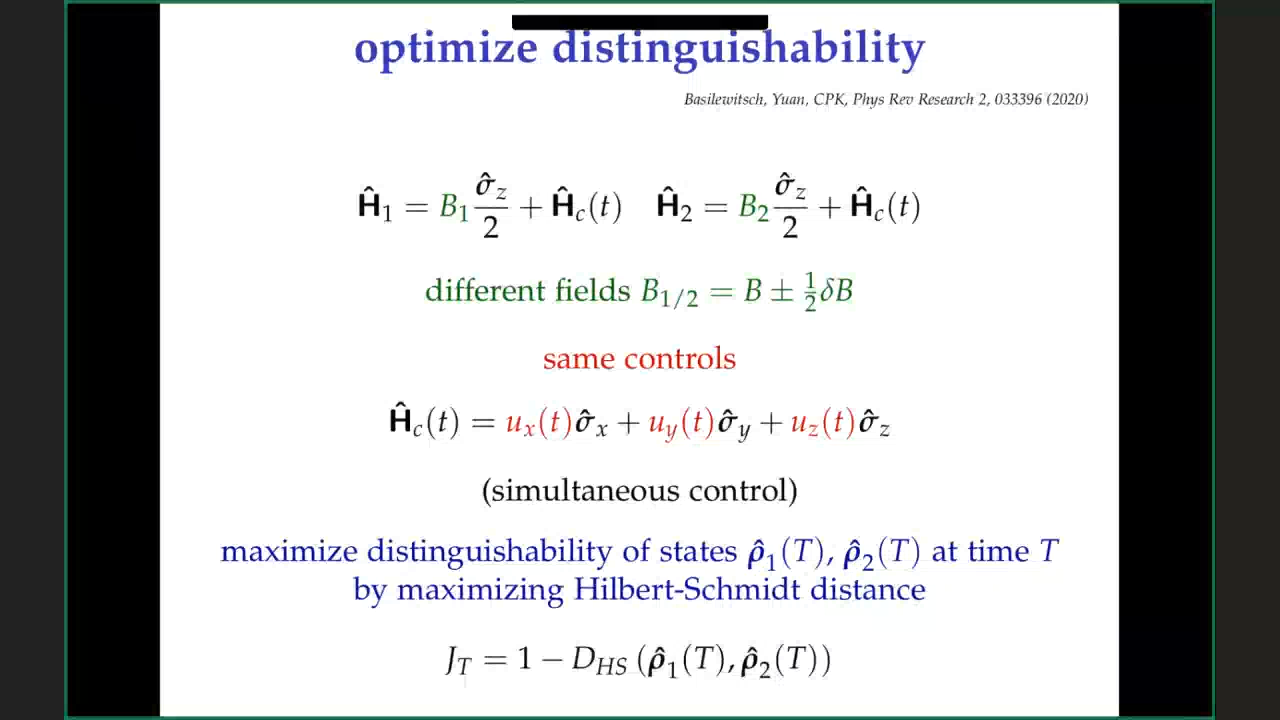 optimize distinguishability
Basilewitsch, Yuan, CPK, Phys Rev Research 2, 033396 (2020)
Ĥ₁ = B₁ σ̂_z/2 + Ĥ_c(t)   Ĥ₂ = B₂ σ̂_z/2 + Ĥ_c(t)
different fields B_{1/2} = B ± ½δB
same controls
Ĥ_c(t) = u_x(t)σ̂_x + u_y(t)σ̂_y + u_z(t)σ̂_z
(simultaneous control)
maximize distinguishability of states ρ̂₁(T), ρ̂₂(T) at time T
by maximizing Hilbert-Schmidt distance
J_T = 1 − D_{HS} (ρ̂₁(T), ρ̂₂(T))